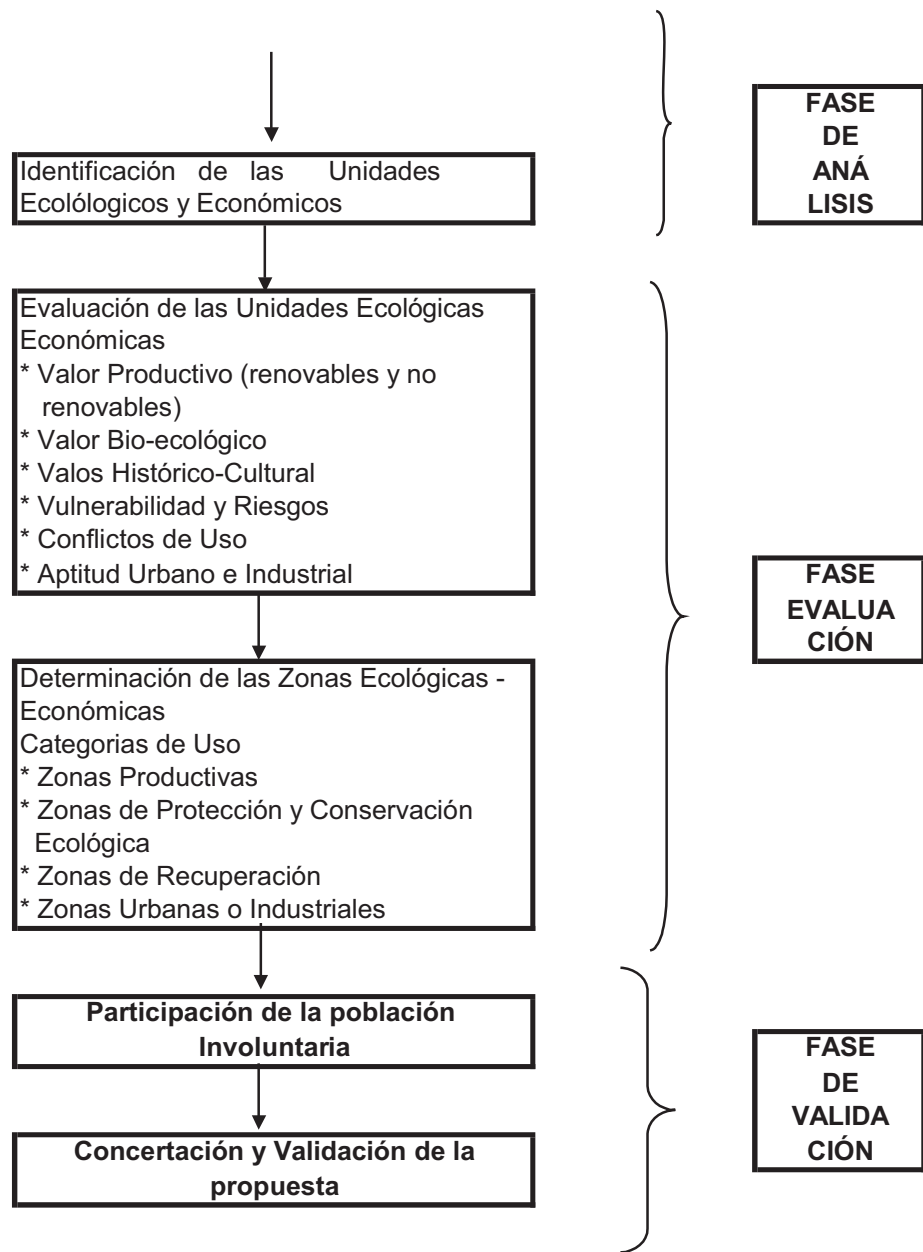 FASE
DE
ANÁ
LISIS
Identificación de las Unidades
Ecolólogicos y Económicos
Evaluación de las Unidades Ecológicas
Económicas
* Valor Productivo (renovables y no
renovables)
* Valor Bio-ecológico
* Valos Histórico-Cultural
* Vulnerabilidad y Riesgos
* Conflictos de Uso
* Aptitud Urbano e Industrial
FASE
EVALUA
CIÓN
Determinación de las Zonas Ecológicas -
Económicas
Categorias de Uso
* Zonas Productivas
* Zonas de Protección y Conservación
Ecológica
* Zonas de Recuperación
* Zonas Urbanas o Industriales
Participación de la población
Involuntaria
Concertación y Validación de la
propuesta
FASE
DE
VALIDA
CIÓN